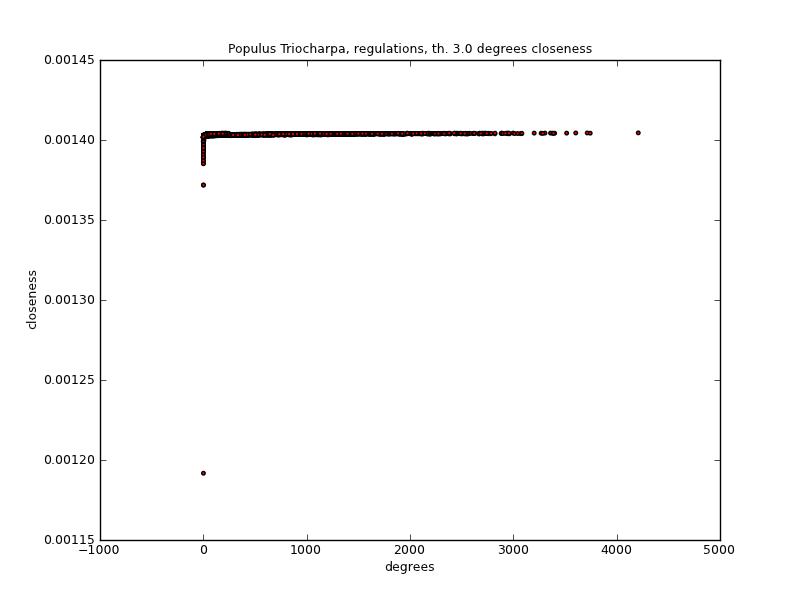 Populus Triocharpa, regulations, th. 3.0 degrees closeness
0.00145
0.00140
0.00135
0.00130
0.00125
0.00120
0.00115
closeness
−1000 0 1000 2000 3000 4000 5000
degrees